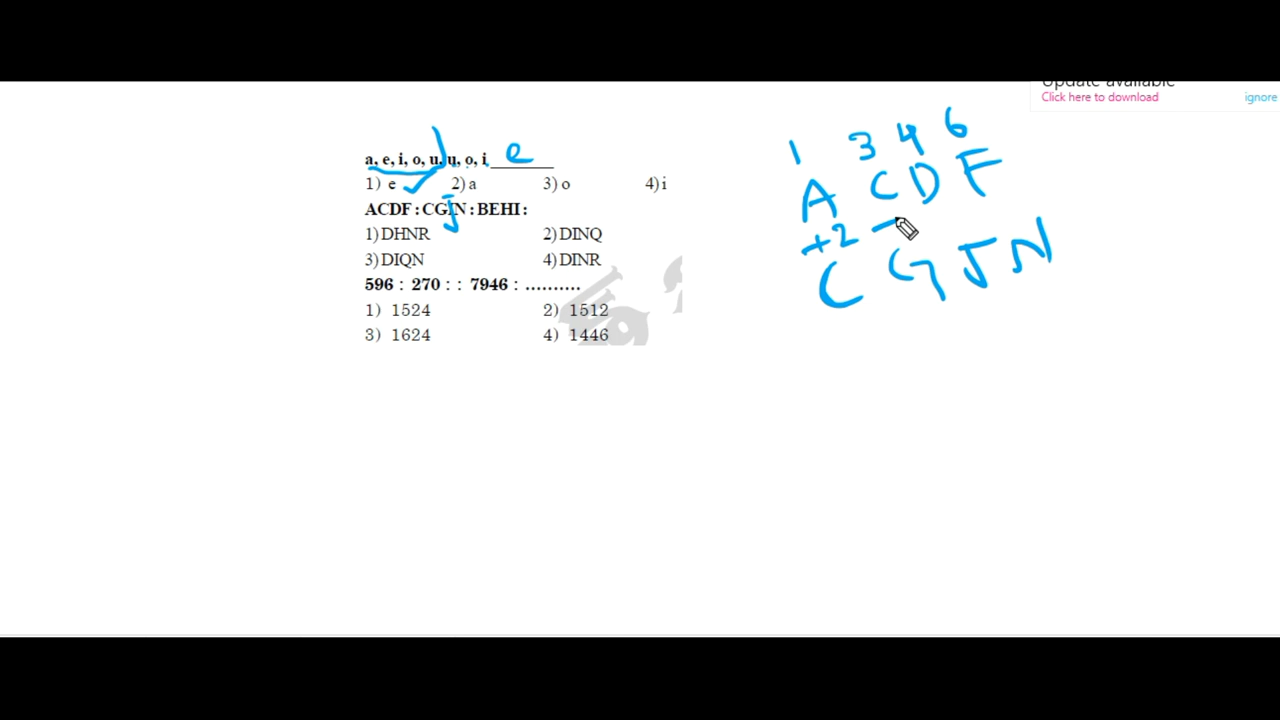 Update available
Click here to download ignore
a, e, i, o, u, u, o, i, ______ e
1) e 2) a 3) o 4) i
J
ACDF : CGIN : BEHI :
1) DHNR 2) DINQ
3) DIQN 4) DINR
596 : 270 : : 7946 : ..........
1) 1524 2) 1512
3) 1624 4) 1446
1 3 4 6
A C D F
+2
C G J N